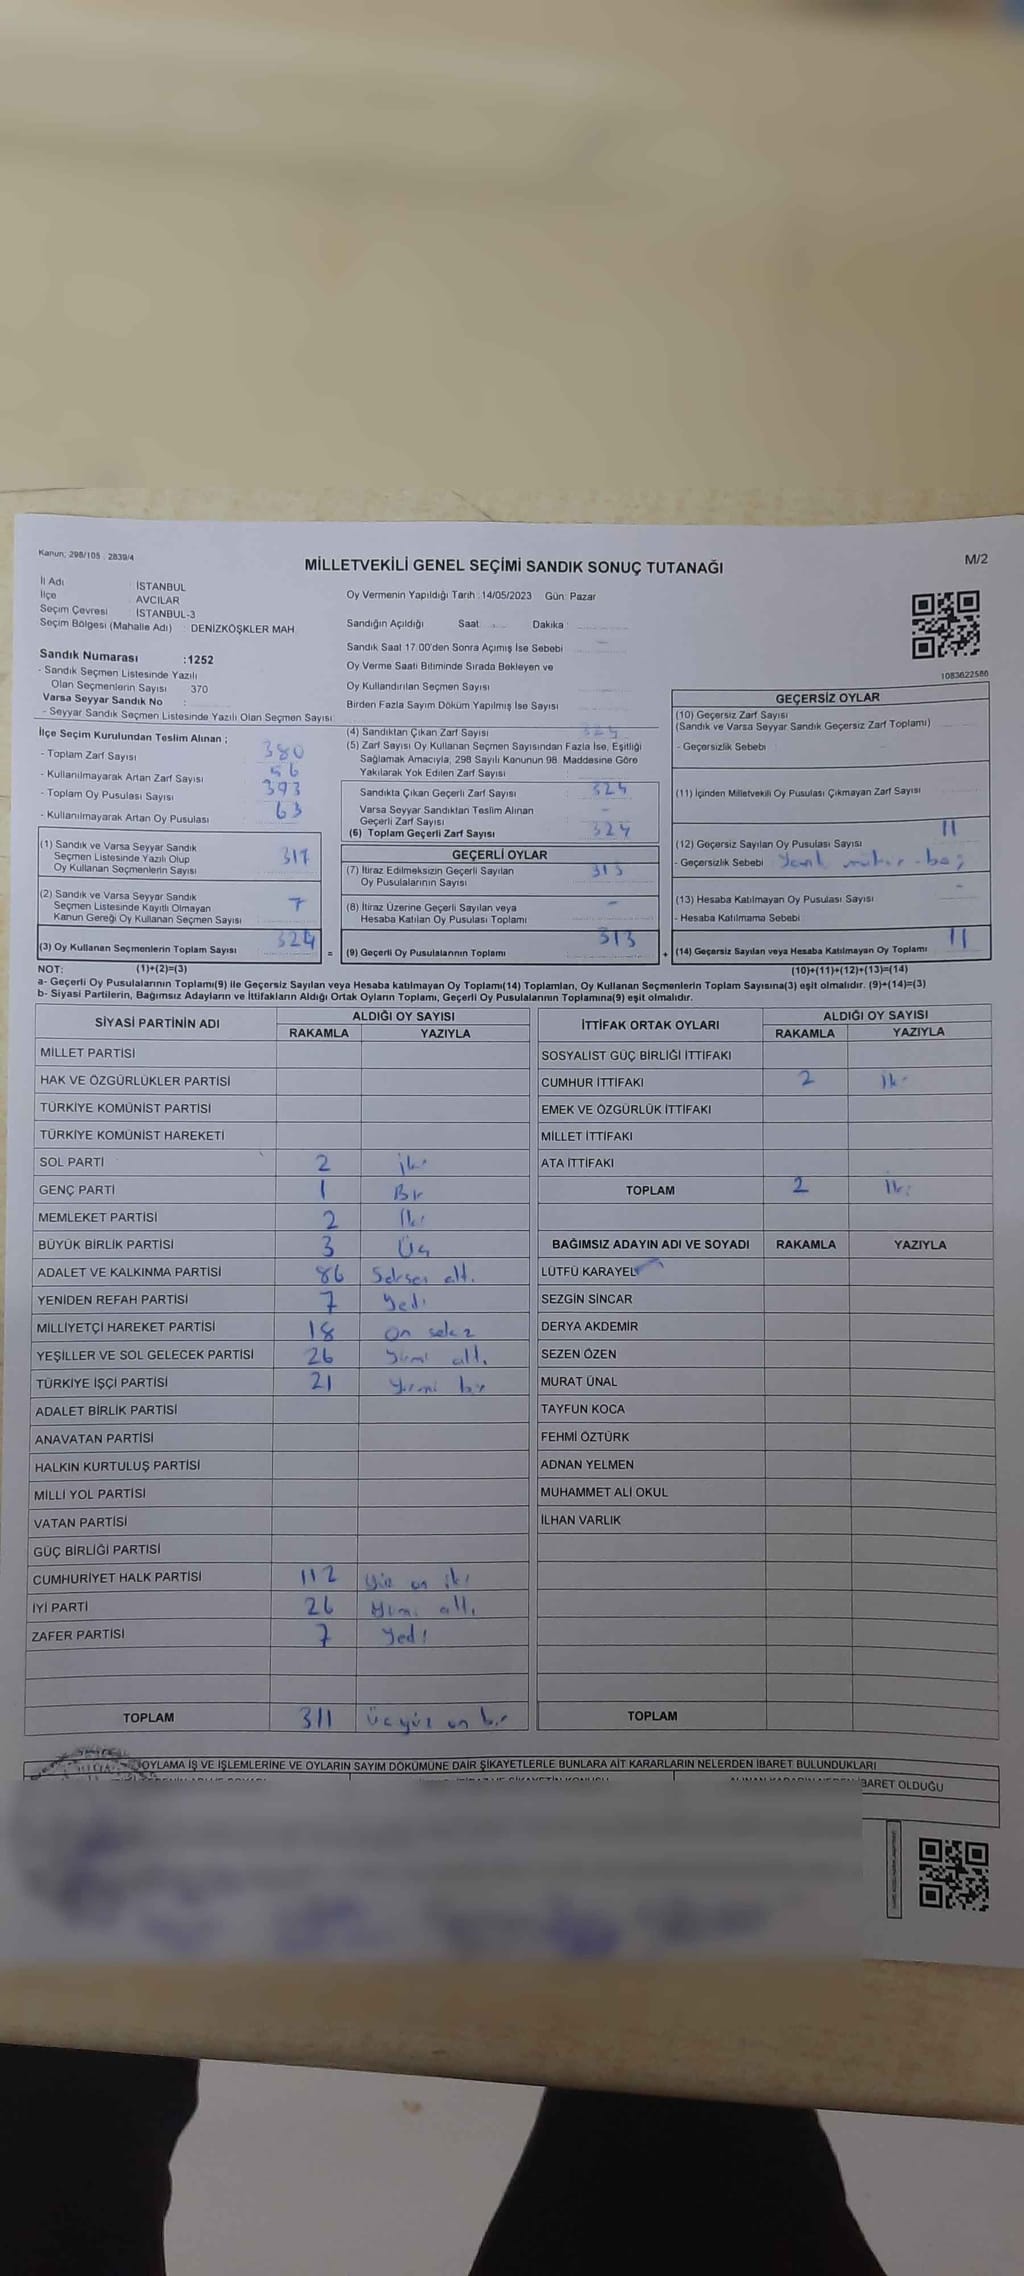 Kanun; 298/105 2839/4
MİLLETVEKİLİ GENEL SEÇİMİ SANDIK SONUÇ TUTANAĞI
M/2
İl Adı : İSTANBUL
İlçe AVCILAR
Seçim Çevresi : İSTANBUL-3
Seçim Bölgesi (Mahalle Adı) : DENİZKÖŞKLER MAH.
Oy Vermenin Yapıldığı Tarih :14/05/2023 Gün: Pazar
Sandığın Açıldığı Saat Dakika
Sandık Saat 17:00'den Sonra Açımış İse Sebebi
Oy Verme Saati Bitiminde Sırada Bekleyen ve
Oy Kullandırılan Seçmen Sayısı
Birden Fazla Sayım Döküm Yapılmış İse Sayısı
1083622586
Sandık Numarası :1252
- Sandık Seçmen Listesinde Yazılı
Olan Seçmenlerin Sayısı 370
Varsa Seyyar Sandık No :
- Seyyar Sandık Seçmen Listesinde Yazılı Olan Seçmen Sayısı
İlçe Seçim Kurulundan Teslim Alınan ;
- Toplam Zarf Sayısı 380
- Kullanılmayarak Artan Zarf Sayısı 56
- Toplam Oy Pusulası Sayısı 393
- Kullanılmayarak Artan Oy Pusulası 63
(1) Sandık ve Varsa Seyyar Sandık
Seçmen Listesinde Yazılı Olup
Oy Kullanan Seçmenlerin Sayısı 317
(2) Sandık ve Varsa Seyyar Sandık
Seçmen Listesinde Kayıtlı Olmayan
Kanun Gereği Oy Kullanan Seçmen Sayısı 7
(3) Oy Kullanan Seçmenlerin Toplam Sayısı 324
(4) Sandıktan Çıkan Zarf Sayısı 324
(5) Zarf Sayısı Oy Kullanan Seçmen Sayısından Fazla İse, Eşitliği
Sağlamak Amacıyla, 298 Sayılı Kanunun 98. Maddesine Göre
Yakılarak Yok Edilen Zarf Sayısı
Sandıkta Çıkan Geçerli Zarf Sayısı 324
Varsa Seyyar Sandıktan Teslim Alınan
Geçerli Zarf Sayısı -
(6) Toplam Geçerli Zarf Sayısı 324
GEÇERLİ OYLAR
(7) İtiraz Edilmeksizin Geçerli Sayılan
Oy Pusulalarının Sayısı 313
(8) İtiraz Üzerine Geçerli Sayılan veya
Hesaba Katılan Oy Pusulası Toplamı -
= (9) Geçerli Oy Pusulalarının Toplamı 313
GEÇERSİZ OYLAR
(10) Geçersiz Zarf Sayısı
(Sandık ve Varsa Seyyar Sandık Geçersiz Zarf Toplamı)
- Geçersizlik Sebebi
(11) İçinden Milletvekili Oy Pusulası Çıkmayan Zarf Sayısı
(12) Geçersiz Sayılan Oy Pusulası Sayısı 11
- Geçersizlik Sebebi
(13) Hesaba Katılmayan Oy Pusulası Sayısı -
- Hesaba Katılmama Sebebi
+ (14) Geçersiz Sayılan veya Hesaba Katılmayan Oy Toplamı 11
NOT: (1)+(2)=(3)
(10)+(11)+(12)+(13)=(14)
a- Geçerli Oy Pusulalarının Toplamı(9) ile Geçersiz Sayılan veya Hesaba katılmayan Oy Toplamı(14) Toplamları, Oy Kullanan Seçmenlerin Toplam Sayısına(3) eşit olmalıdır. (9)+(14)=(3)
b- Siyasi Partilerin, Bağımsız Adayların ve İttifakların Aldığı Ortak Oyların Toplamı, Geçerli Oy Pusulalarının Toplamına(9) eşit olmalıdır.
SİYASİ PARTİNİN ADI ALDIĞI OY SAYISI
RAKAMLA YAZIYLA
MİLLET PARTİSİ
HAK VE ÖZGÜRLÜKLER PARTİSİ
TÜRKİYE KOMÜNİST PARTİSİ
TÜRKİYE KOMÜNİST HAREKETİ
SOL PARTİ 2 iki
GENÇ PARTİ 1 Bir
MEMLEKET PARTİSİ 2 iki
BÜYÜK BİRLİK PARTİSİ 3 Üç
ADALET VE KALKINMA PARTİSİ 86 Seksen altı
YENİDEN REFAH PARTİSİ 7 Yedi
MİLLİYETÇİ HAREKET PARTİSİ 18 on sekiz
YEŞİLLER VE SOL GELECEK PARTİSİ 26 Yirmi altı
TÜRKİYE İŞÇİ PARTİSİ 21 Yirmi bir
ADALET BİRLİK PARTİSİ
ANAVATAN PARTİSİ
HALKIN KURTULUŞ PARTİSİ
MİLLİ YOL PARTİSİ
VATAN PARTİSİ
GÜÇ BİRLİĞİ PARTİSİ
CUMHURİYET HALK PARTİSİ 112 Yüz on iki
İYİ PARTİ 26 Yirmi altı
ZAFER PARTİSİ 7 Yedi
TOPLAM 311 Üçyüz on bir
İTTİFAK ORTAK OYLARI ALDIĞI OY SAYISI
RAKAMLA YAZIYLA
SOSYALİST GÜÇ BİRLİĞİ İTTİFAKI
CUMHUR İTTİFAKI 2 iki
EMEK VE ÖZGÜRLÜK İTTİFAKI
MİLLET İTTİFAKI
ATA İTTİFAKI
TOPLAM 2 iki
BAĞIMSIZ ADAYIN ADI VE SOYADI RAKAMLA YAZIYLA
LÜTFÜ KARAYEL
SEZGİN SİNCAR
DERYA AKDEMİR
SEZEN ÖZEN
MURAT ÜNAL
TAYFUN KOCA
FEHMİ ÖZTÜRK
ADNAN YELMEN
MUHAMMET ALİ OKUL
İLHAN VARLIK
TOPLAM
OYLAMA İŞ VE İŞLEMLERİNE VE OYLARIN SAYIM DÖKÜMÜNE DAİR ŞİKAYETLERLE BUNLARA AİT KARARLARIN NELERDEN İBARET BULUNDUKLARI
İBARET OLDUĞU